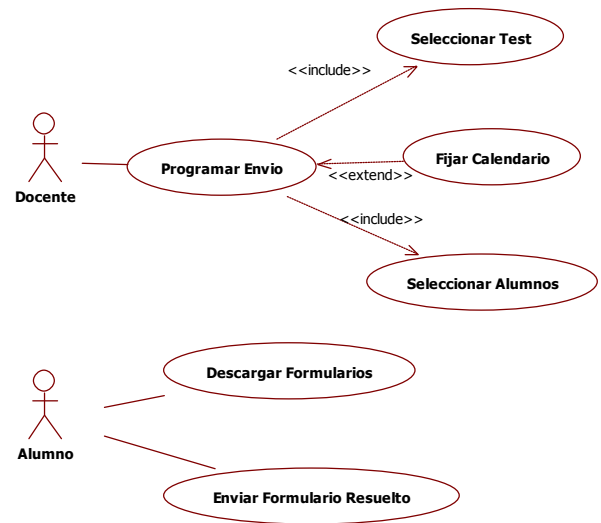 Seleccionar Test
<<include>>
Programar Envio
Fijar Calendario
<<extend>>
Docente
<<include>>
Seleccionar Alumnos
Descargar Formularios
Alumno
Enviar Formulario Resuelto